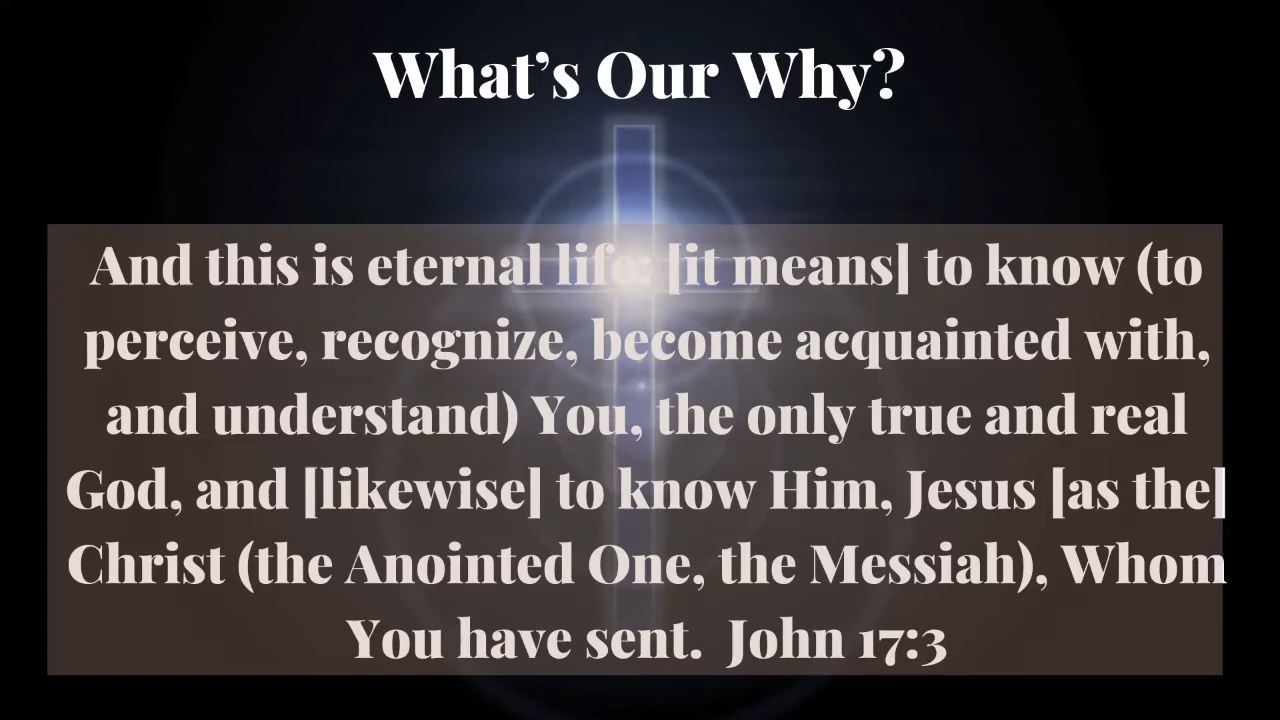 What’s Our Why?
And this is eternal life: [it means] to know (to
perceive, recognize, become acquainted with,
and understand) You, the only true and real
God, and [likewise] to know Him, Jesus [as the]
Christ (the Anointed One, the Messiah), Whom
You have sent.  John 17:3